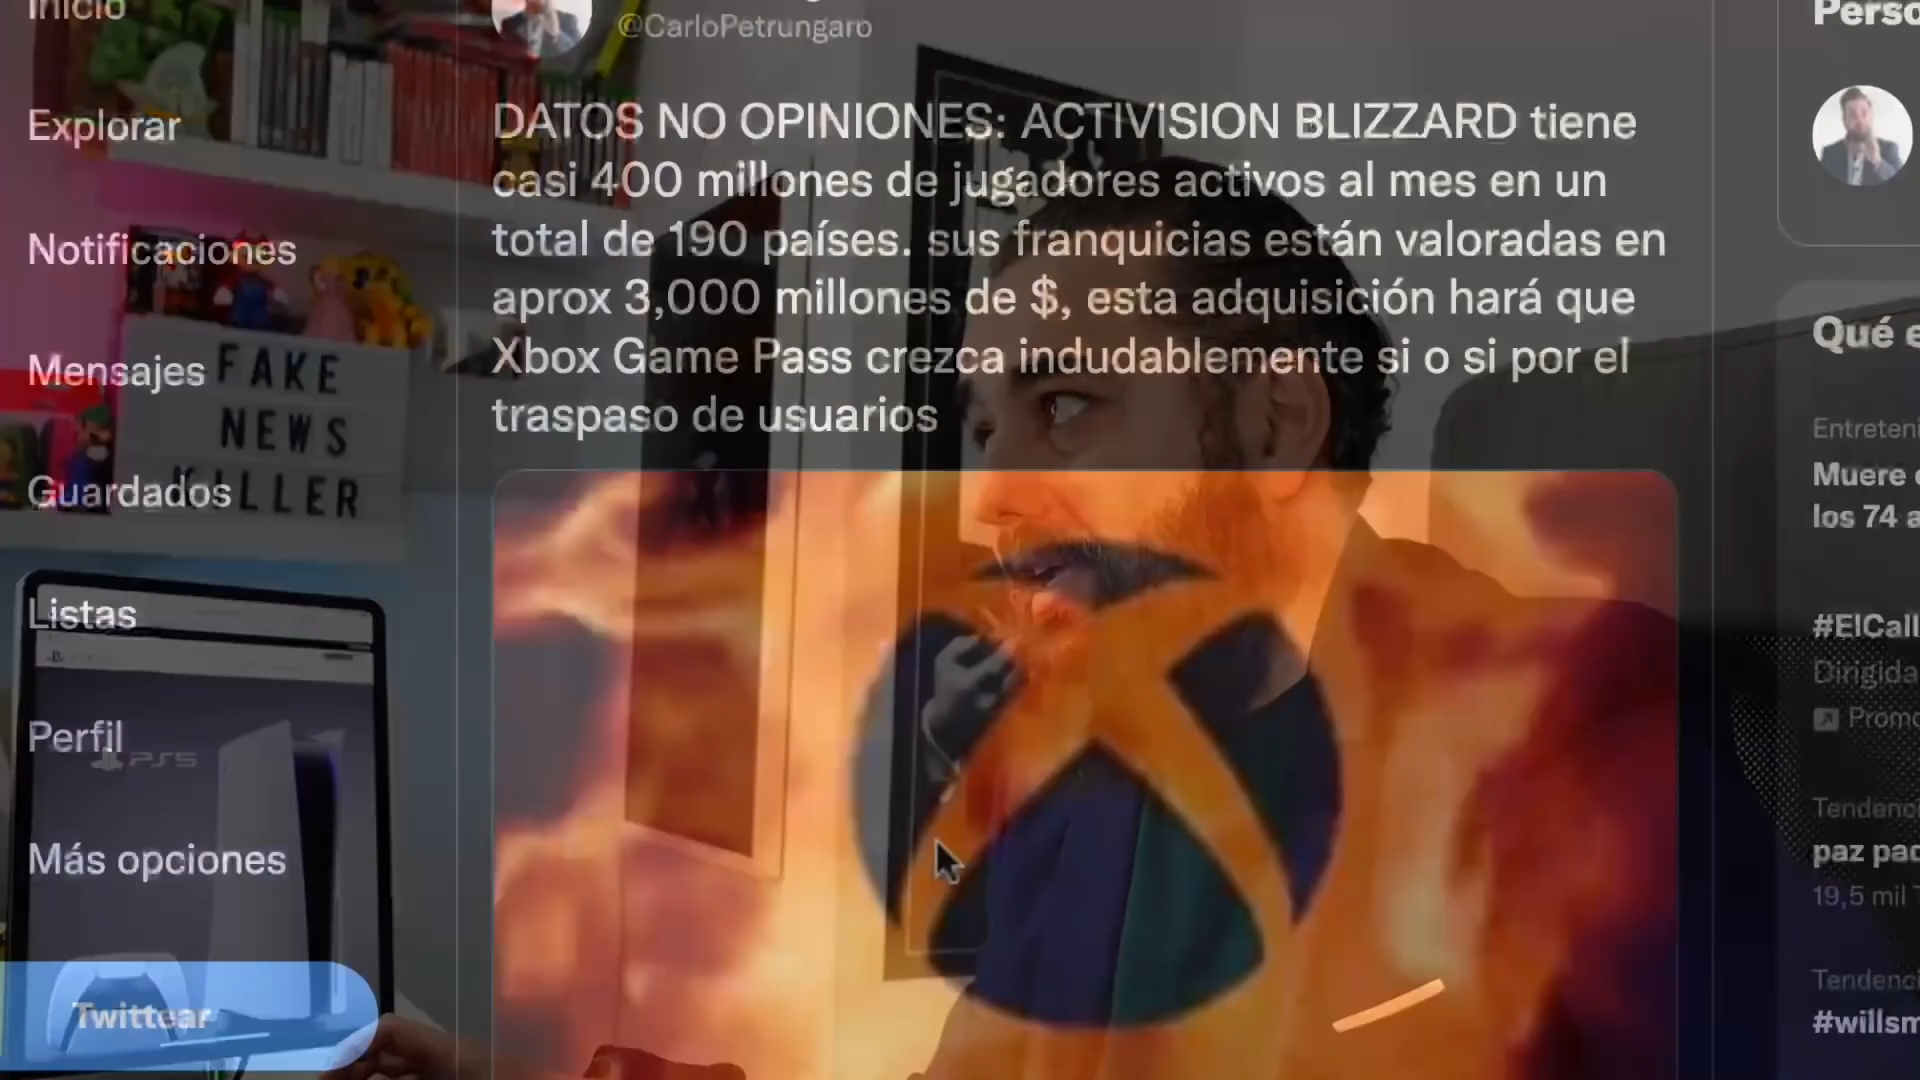 Inicio
Explorar
Notificaciones
Mensajes
Guardados
Listas
Perfil
Más opciones
Twittear
FAKE
NEWS
KILLER
PS5
@CarloPetrungaro
DATOS NO OPINIONES: ACTIVISION BLIZZARD tiene
casi 400 millones de jugadores activos al mes en un
total de 190 países. sus franquicias están valoradas en
aprox 3,000 millones de $, esta adquisición hará que
Xbox Game Pass crezca indudablemente si o si por el
traspaso de usuarios
Perso
Qué e
Entreteni
Muere
los 74 a
#ElCall
Dirigida
Promo
Tendenci
paz pac
19,5 mil T
Tendenci
#willsm